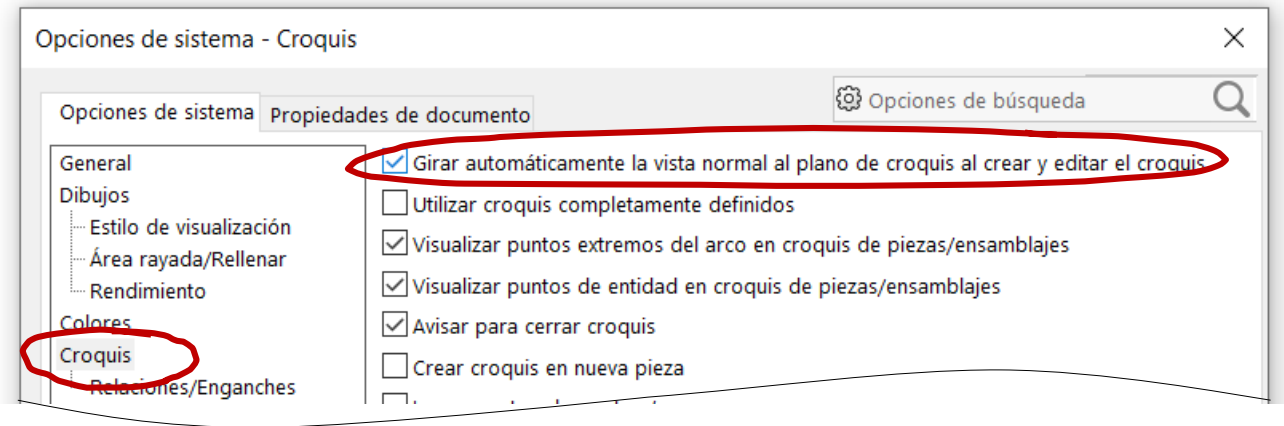 Opciones de sistema - Croquis
Opciones de sistema
Propiedades de documento
Opciones de búsqueda
General
Dibujos
Estilo de visualización
Área rayada/Rellenar
Rendimiento
Colores
Croquis
Relaciones/Enganches
Girar automáticamente la vista normal al plano de croquis al crear y editar el croquis
Utilizar croquis completamente definidos
Visualizar puntos extremos del arco en croquis de piezas/ensamblajes
Visualizar puntos de entidad en croquis de piezas/ensamblajes
Avisar para cerrar croquis
Crear croquis en nueva pieza